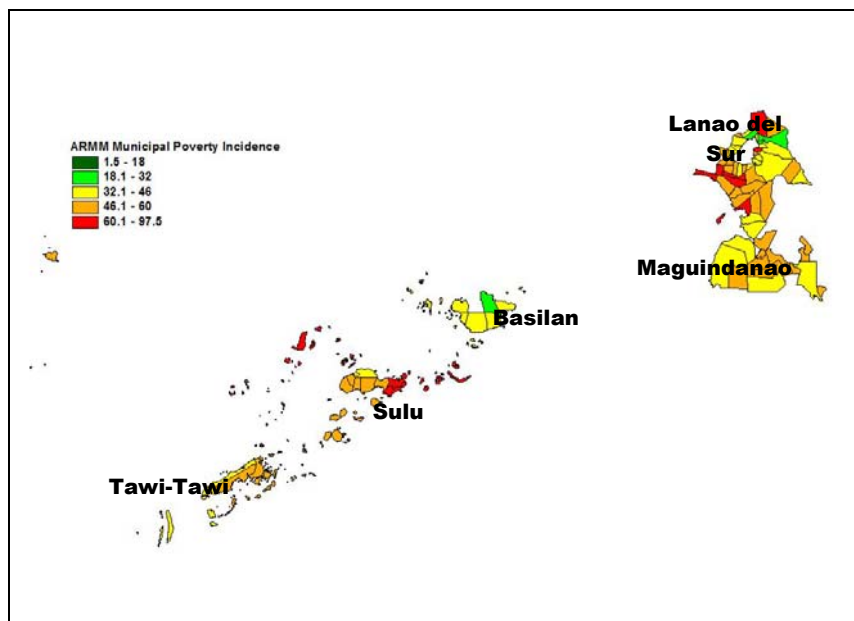 ARMM Municipal Poverty Incidence
1.5 - 18
18.1 - 32
32.1 - 46
46.1 - 60
60.1 - 97.5
Lanao del
Sur
Maguindanao
Basilan
Sulu
Tawi-Tawi